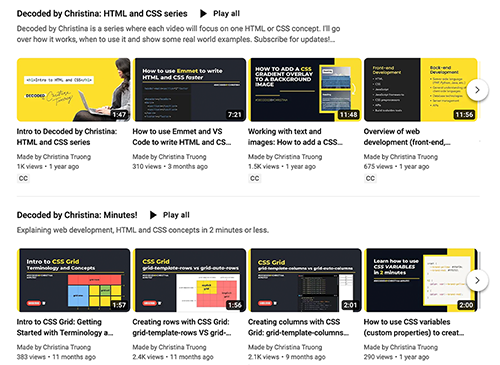 Decoded by Christina: HTML and CSS series Play all
Decoded by Christina is a series where each video will focus on one HTML or CSS concept. I'll go
over how it works, when to use it and show some real world examples. Subscribe for updates!...
<Intro to HTML and CSS
DECODED
1:47
How to use Emmet to write
HTML and CSS faster
7:21
HOW TO ADD A CSS
GRADIENT OVERLAY TO A
BACKGROUND IMAGE
11:48
Front-end
Development
Back-end
Development
11:56
Intro to Decoded by Christina:
HTML and CSS series
Made by Christina Truong
1K views • 1 year ago
CC
How to use Emmet and VS
Code to write HTML and CS...
Made by Christina Truong
310 views • 3 months ago
Working with text and
images: How to add a CSS...
Made by Christina Truong
1.5K views • 1 year ago
CC
Overview of web
development (front-end,...
Made by Christina Truong
675 views • 1 year ago
CC
Decoded by Christina: Minutes! Play all
Explaining web development, HTML and CSS concepts in 2 minutes or less.
Intro to CSS Grid
Terminology and Concepts
1:57
CSS Grid
grid-template-rows VS grid-auto-rows
1:56
CSS Grid
grid-template-columns vs grid-auto-columns
2:01
Learn how to use
CSS VARIABLES
in 2 minutes
2:00
Intro to CSS Grid: Getting
Started with Terminology a...
Made by Christina Truong
383 views • 11 months ago
Creating rows with CSS Grid:
grid-template-rows VS grid-...
Made by Christina Truong
2.4K views • 11 months ago
Creating columns with CSS
Grid: grid-template-columns...
Made by Christina Truong
2.1K views • 9 months ago
How to use CSS variables
(custom properties) to creat...
Made by Christina Truong
290 views • 1 year ago